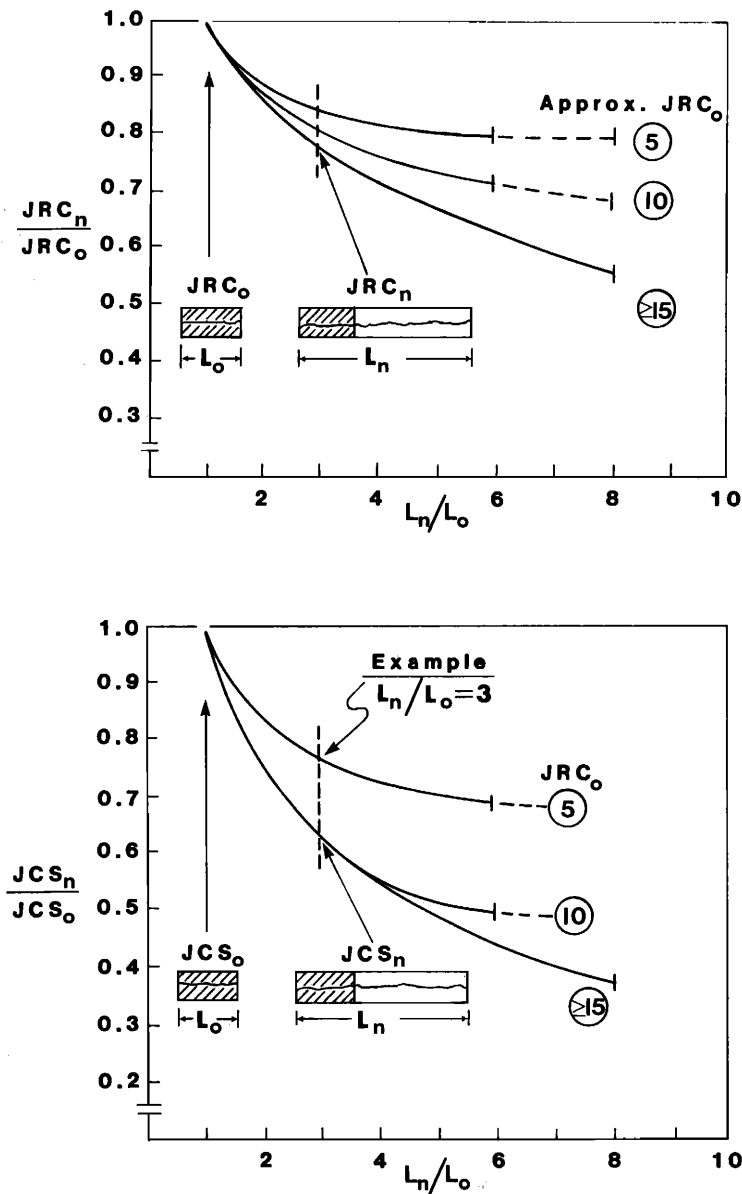 1.0
0.9
0.8
0.7
0.6
0.5
0.4
0.3
JRCn
JRCo
Approx. JRCo
5
10
≥15
JRCo
JRCn
Lo
Ln
2 4 6 8 10
Ln/Lo
1.0
0.9
0.8
0.7
0.6
0.5
0.4
0.3
0.2
JCSn
JCSo
Example
Ln/Lo=3
JRCo
5
10
≥15
JCSo
JCSn
Lo
Ln
2 4 6 8 10
Ln/Lo